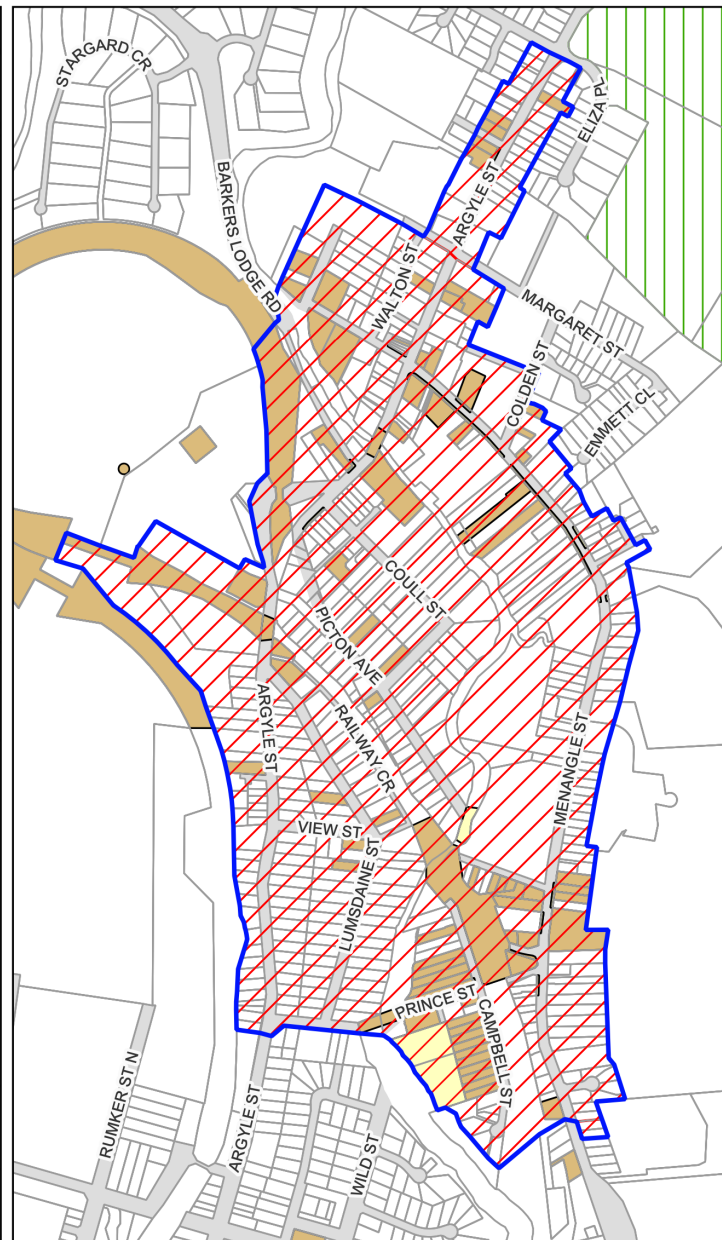 STARGARD CR
ELIZA PL
BARKERS LODGE RD
ARGYLE ST
WALTON ST
MARGARET ST
COLDEN ST
EMMETT CL
COULL ST
PICTON AVE
ARGYLE ST
RAILWAY CR
MENANGLE ST
VIEW ST
LUMSDAINE ST
PRINCE ST
CAMPBELL ST
RUMKER ST N
ARGYLE ST
WILD ST